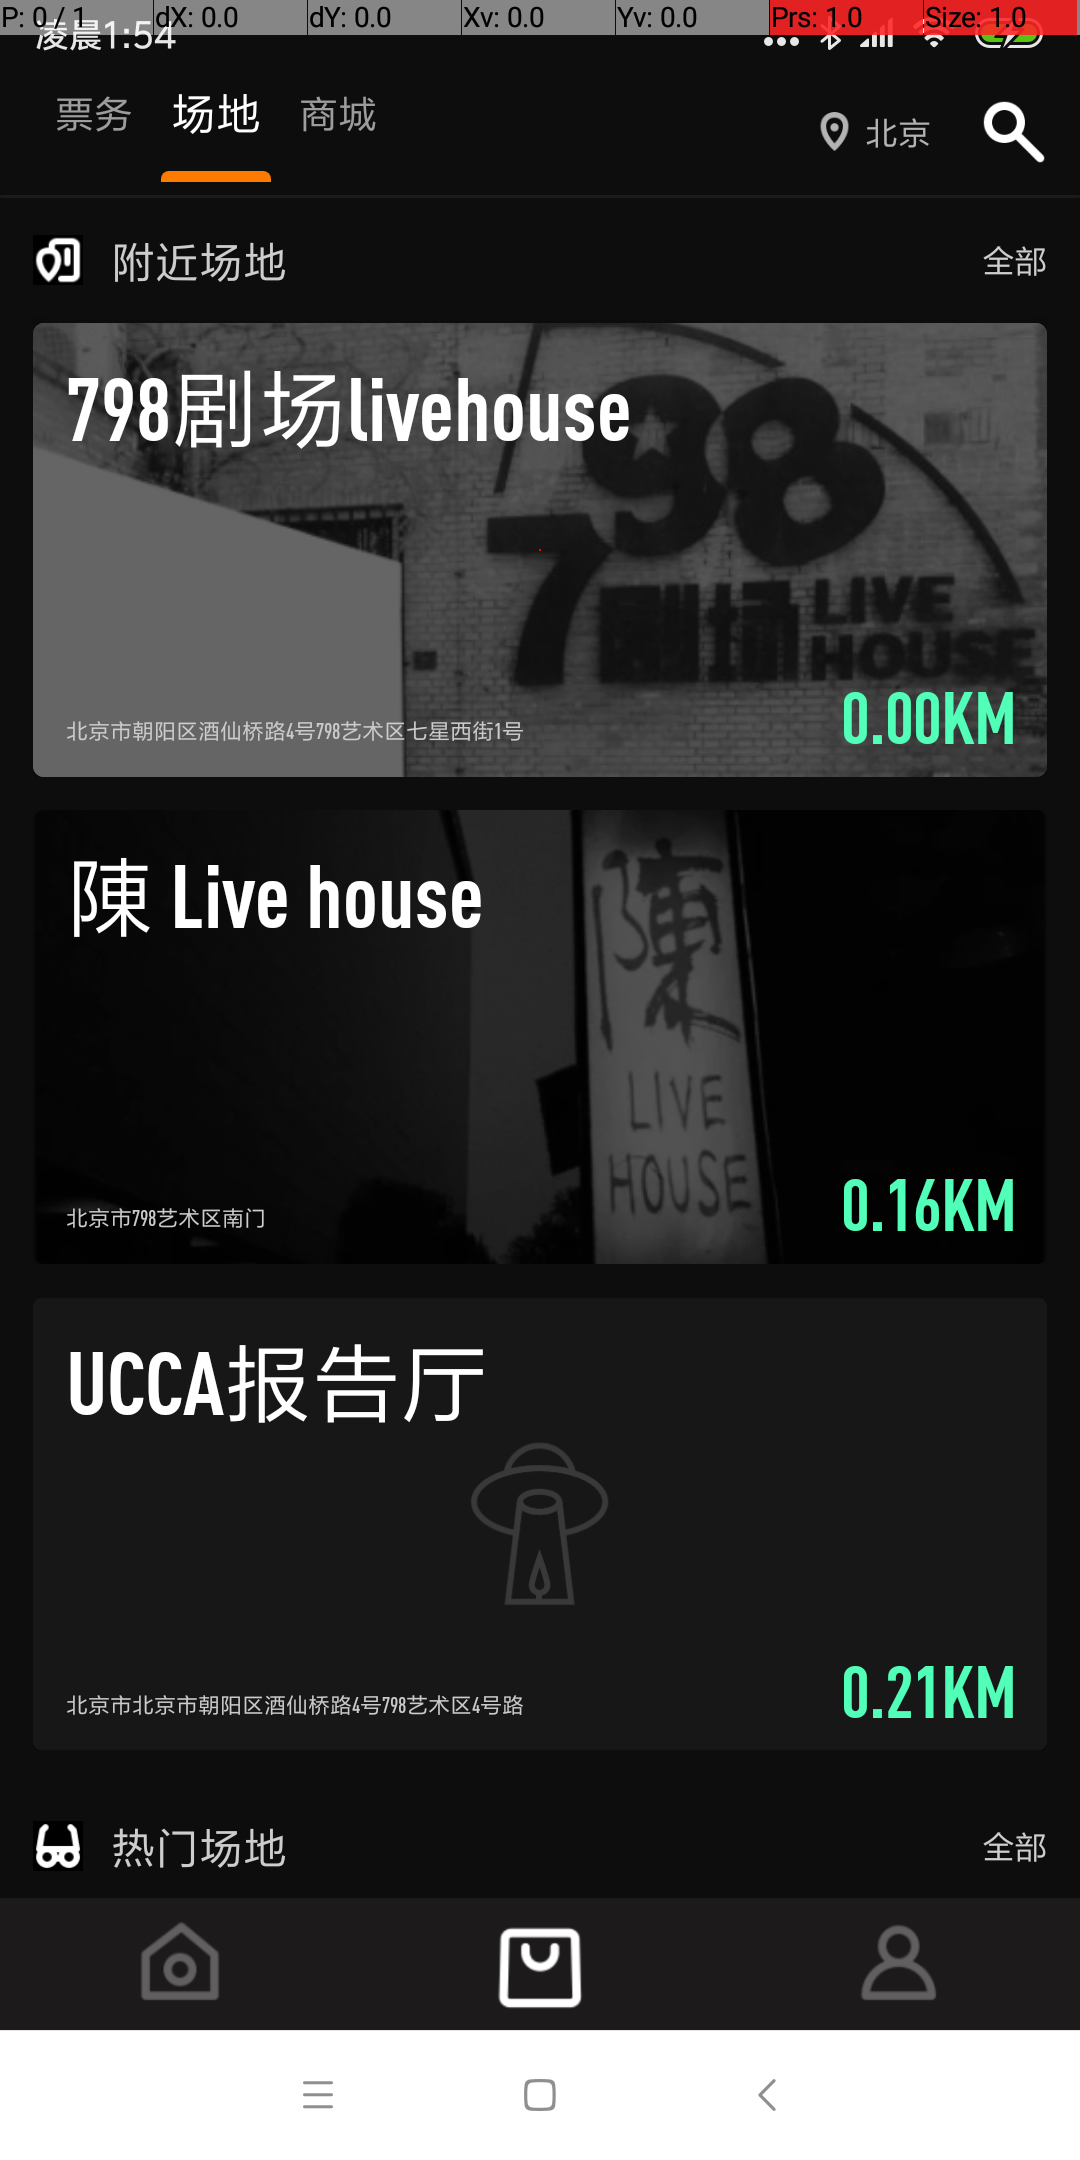 P: 0 / 1 dX: 0.0 dY: 0.0 Xv: 0.0 Yv: 0.0 Prs: 1.0 Size: 1.0
凌晨1:54
票务 场地 商城 北京
附近场地 全部
798剧场livehouse
798
剧场 LIVE
HOUSE
北京市朝阳区酒仙桥路4号798艺术区七星西街1号 0.00KM
陳 Live house
陳
LIVE
HOUSE
北京市798艺术区南门 0.16KM
UCCA报告厅
北京市北京市朝阳区酒仙桥路4号798艺术区4号路 0.21KM
热门场地 全部